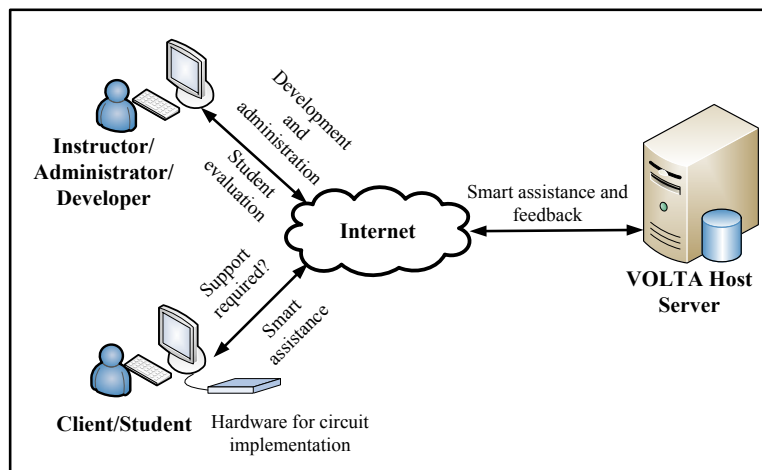 Development
and
administration
Student
evaluation
Instructor/
Administrator/
Developer
Internet
Smart assistance and
feedback
VOLTA Host
Server
Support
required?
Smart
assistance
Client/Student
Hardware for circuit
implementation